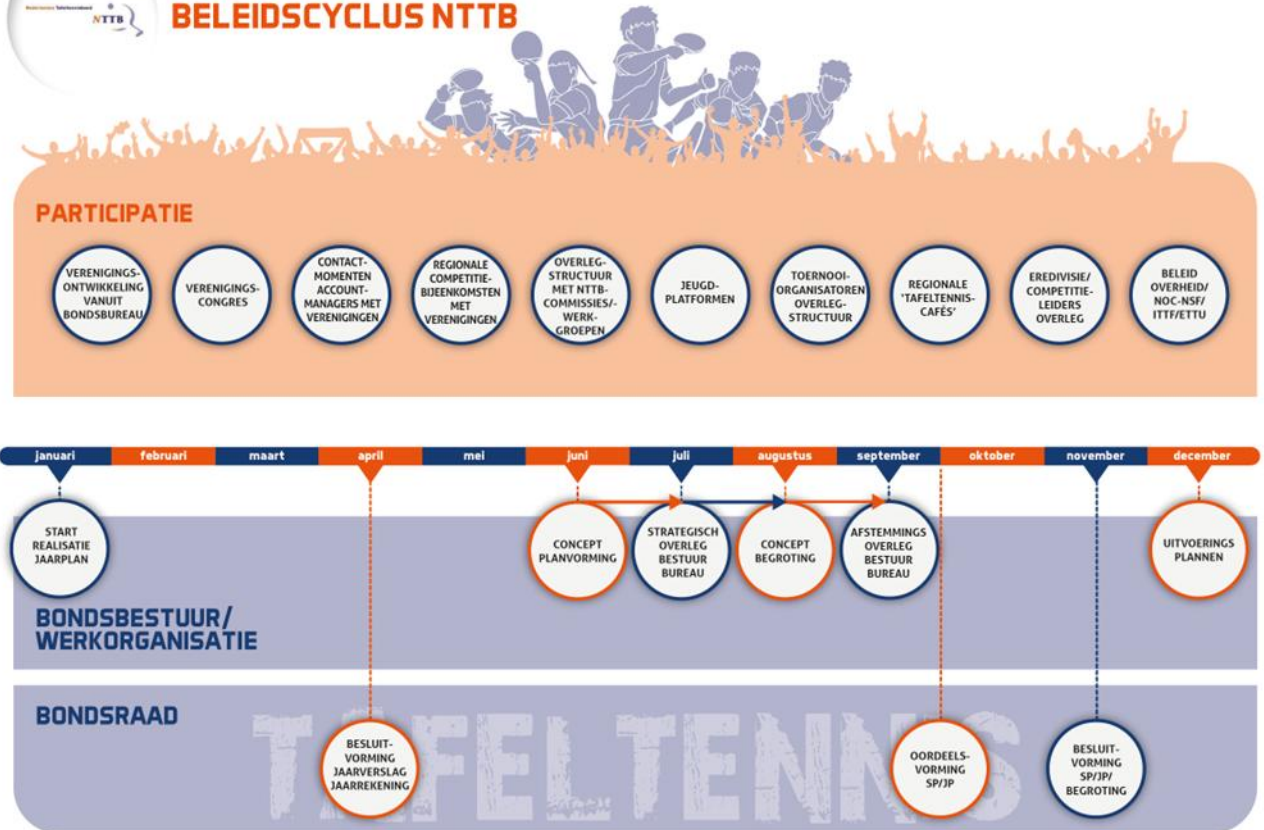 Nederlandse Tafeltennisbond
NTTB
BELEIDSCYCLUS NTTB
PARTICIPATIE
VERENIGINGS-
ONTWIKKELING
VANUIT
BONDSBUREAU
VERENIGINGS-
CONGRES
CONTACT-
MOMENTEN
ACCOUNT-
MANAGERS MET
VERENIGINGEN
REGIONALE
COMPETITIE-
BIJEENKOMSTEN
MET
VERENIGINGEN
OVERLEG-
STRUCTUUR
MET NTTB-
COMMISSIES/-
WERK-
GROEPEN
JEUGD-
PLATFORMEN
TOERNOOI-
ORGANISATOREN
OVERLEG-
STRUCTUUR
REGIONALE
'TAFELTENNIS-
CAFÉS'
EREDIVISIE/
COMPETITIE-
LEIDERS
OVERLEG
BELEID
OVERHEID/
NOC-NSF/
ITTF/ETTU
januari februari maart april mei juni juli augustus september oktober november december
START
REALISATIE
JAARPLAN
CONCEPT
PLANVORMING
STRATEGISCH
OVERLEG
BESTUUR
BUREAU
CONCEPT
BEGROTING
AFSTEMMINGS
OVERLEG
BESTUUR
BUREAU
UITVOERINGS
PLANNEN
BONDSBESTUUR/
WERKORGANISATIE
BONDSRAAD
TAFELTENNIS
BESLUIT-
VORMING
JAARVERSLAG
JAARREKENING
OORDEELS-
VORMING
SP/JP
BESLUIT-
VORMING
SP/JP/
BEGROTING